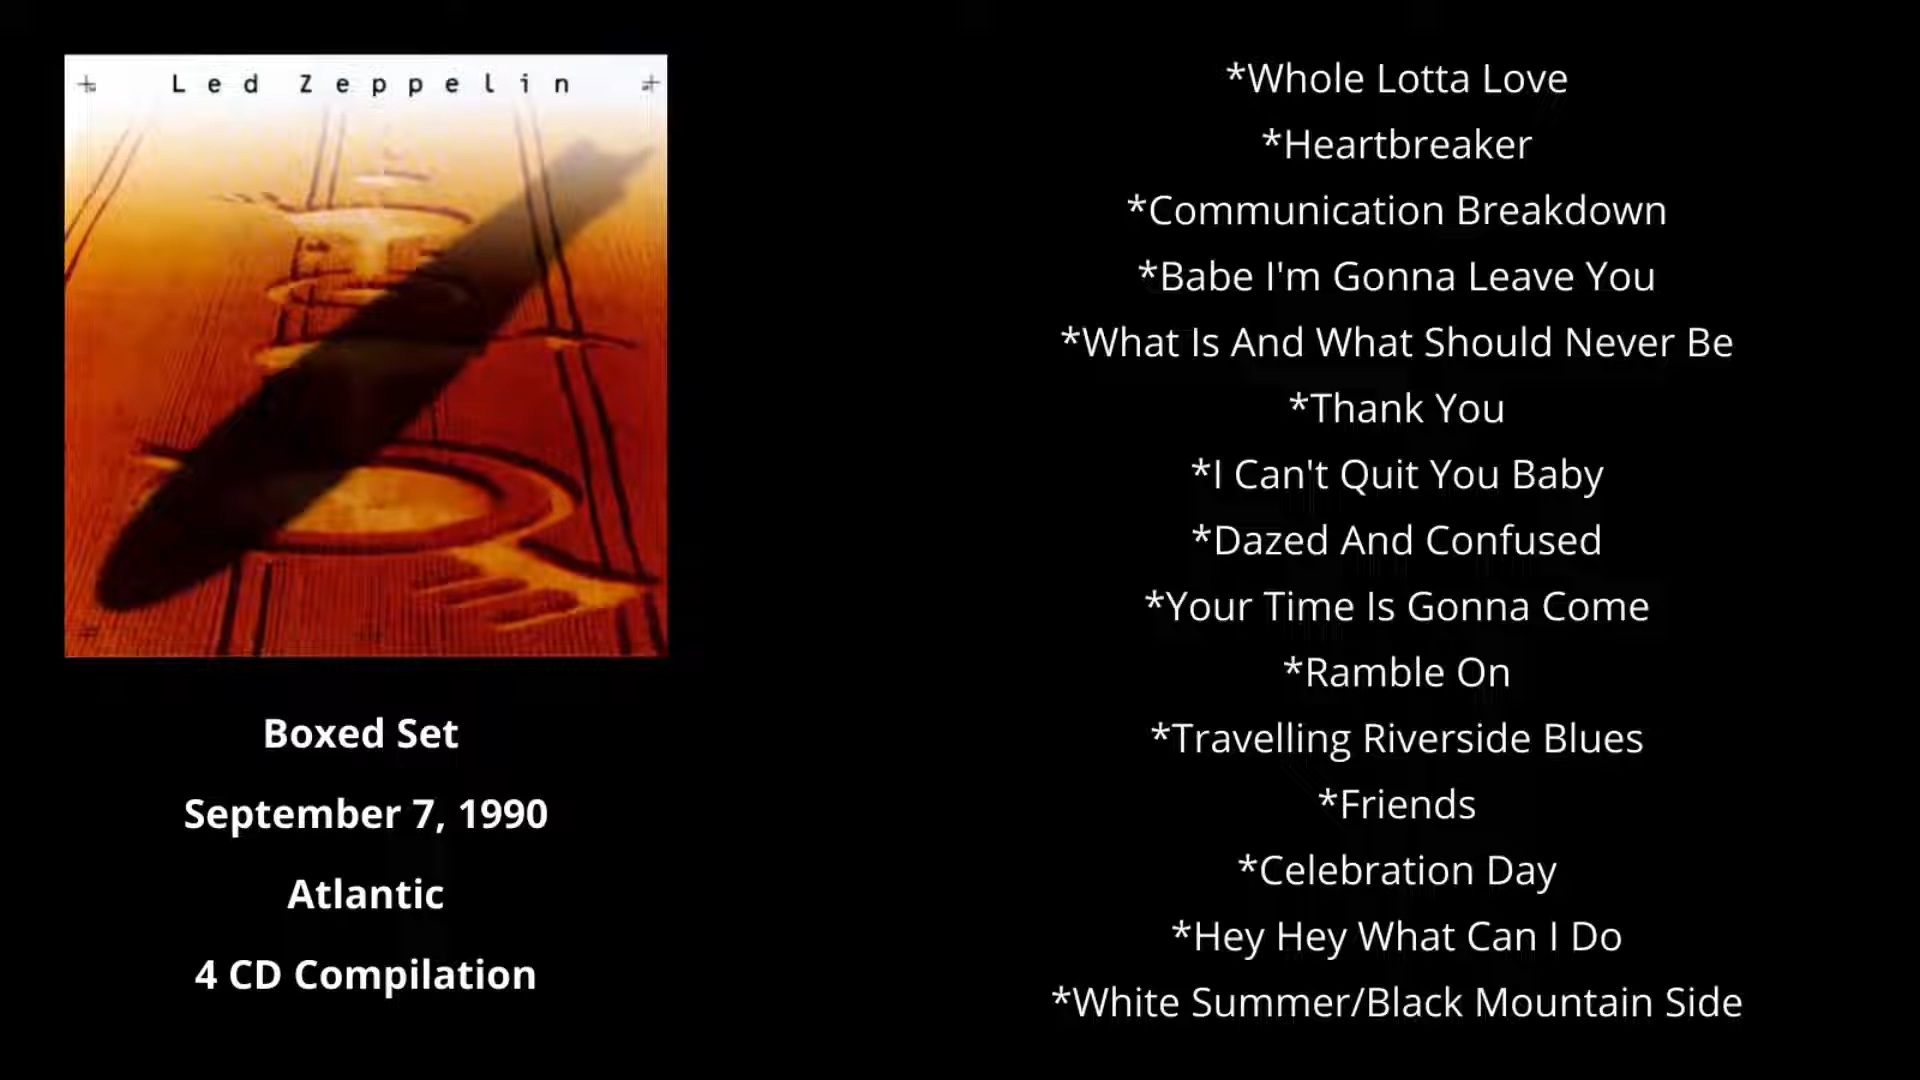 Led Zeppelin
Boxed Set
September 7, 1990
Atlantic
4 CD Compilation
*Whole Lotta Love
*Heartbreaker
*Communication Breakdown
*Babe I'm Gonna Leave You
*What Is And What Should Never Be
*Thank You
*I Can't Quit You Baby
*Dazed And Confused
*Your Time Is Gonna Come
*Ramble On
*Travelling Riverside Blues
*Friends
*Celebration Day
*Hey Hey What Can I Do
*White Summer/Black Mountain Side